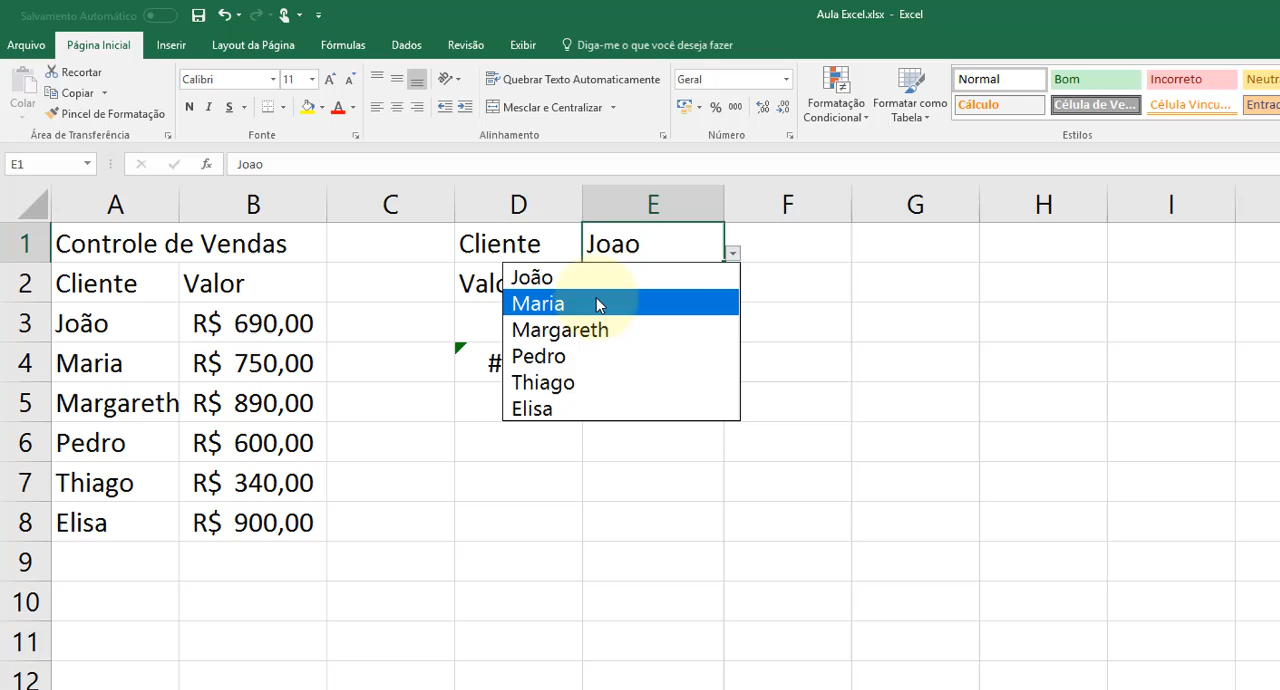 Salvamento Automático
Aula Excel.xlsx - Excel
Arquivo Página Inicial Inserir Layout da Página Fórmulas Dados Revisão Exibir Diga-me o que você deseja fazer
Colar
Recortar
Copiar
Pincel de Formatação
Área de Transferência
Calibri 11
N I S A
Fonte
Quebrar Texto Automaticamente
Mesclar e Centralizar
Alinhamento
Geral
% 000
Número
Formatação Condicional
Formatar como Tabela
Normal Bom Incorreto Neutr
Cálculo Célula de Ve... Célula Vincu... Entrad
Estilos
E1 fx Joao
A B C D E F G H I
1 Controle de Vendas Cliente Joao
2 Cliente Valor Valo
3 João R$ 690,00
4 Maria R$ 750,00 #
5 Margareth R$ 890,00
6 Pedro R$ 600,00
7 Thiago R$ 340,00
8 Elisa R$ 900,00
9
10
11
12
João
Maria
Margareth
Pedro
Thiago
Elisa